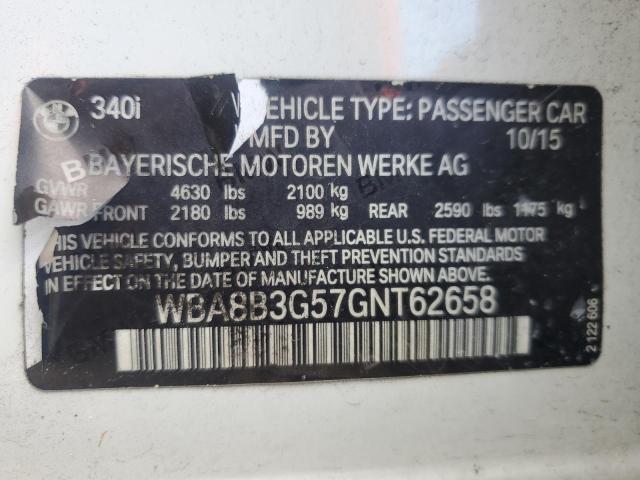 340i VEHICLE TYPE: PASSENGER CAR
MFD BY 10/15
BAYERISCHE MOTOREN WERKE AG
GVWR 4630 lbs 2100 kg
GAWR FRONT 2180 lbs 989 kg REAR 2590 lbs 1175 kg
THIS VEHICLE CONFORMS TO ALL APPLICABLE U.S. FEDERAL MOTOR
VEHICLE SAFETY, BUMPER AND THEFT PREVENTION STANDARDS
IN EFFECT ON THE DATE OF MANUFACTURE SHOWN ABOVE.
WBA8B3G57GNT62658
2 122 606